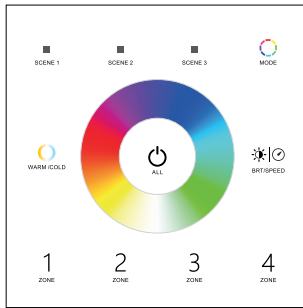 SCENE 1 SCENE 2 SCENE 3 MODE
ALL
WARM /COLD BRT/SPEED
1 2 3 4
ZONE ZONE ZONE ZONE